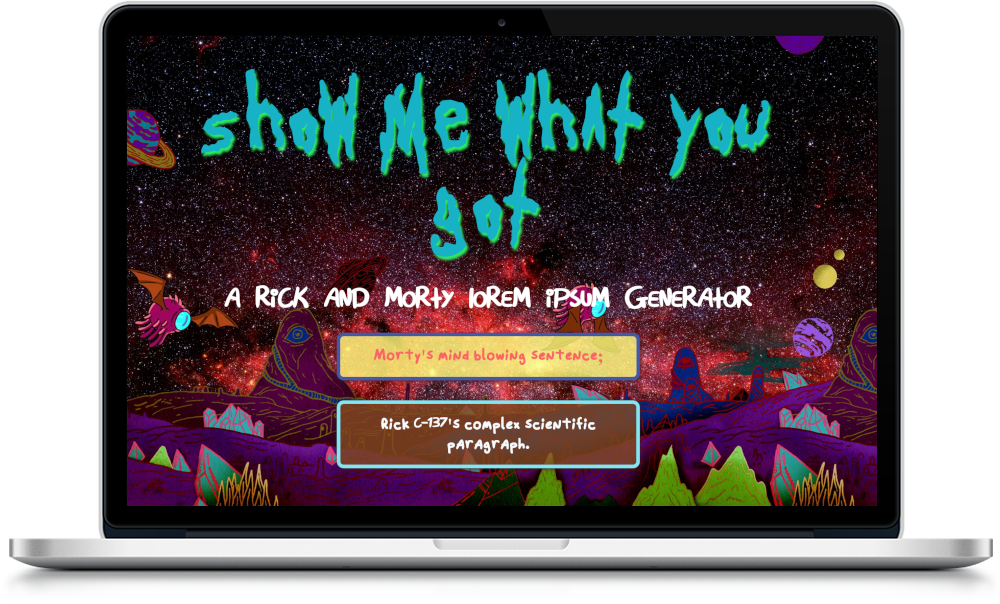 show Me what you
got
A Rick and Morty lorem ipsum Generator
Morty's mind blowing sentence;
Rick C-137's complex scientific
paragraph.